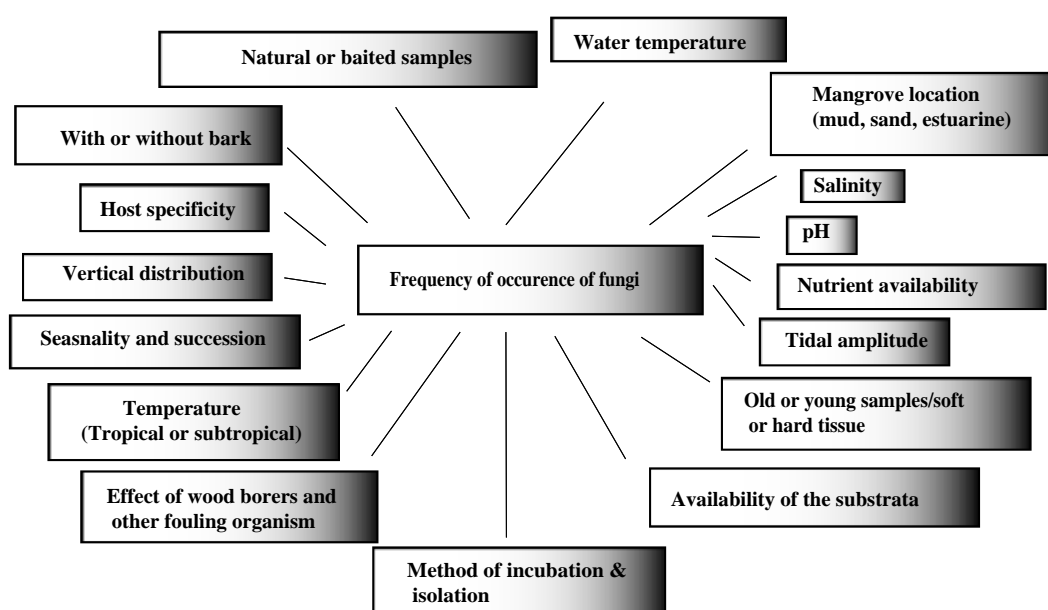 Natural or baited samples
Water temperature
Mangrove location
(mud, sand, estuarine)
With or without bark
Salinity
Host specificity
pH
Vertical distribution
Frequency of occurence of fungi
Nutrient availability
Seasnality and succession
Tidal amplitude
Temperature
(Tropical or subtropical)
Old or young samples/soft
or hard tissue
Effect of wood borers and
other fouling organism
Availability of the substrata
Method of incubation &
isolation